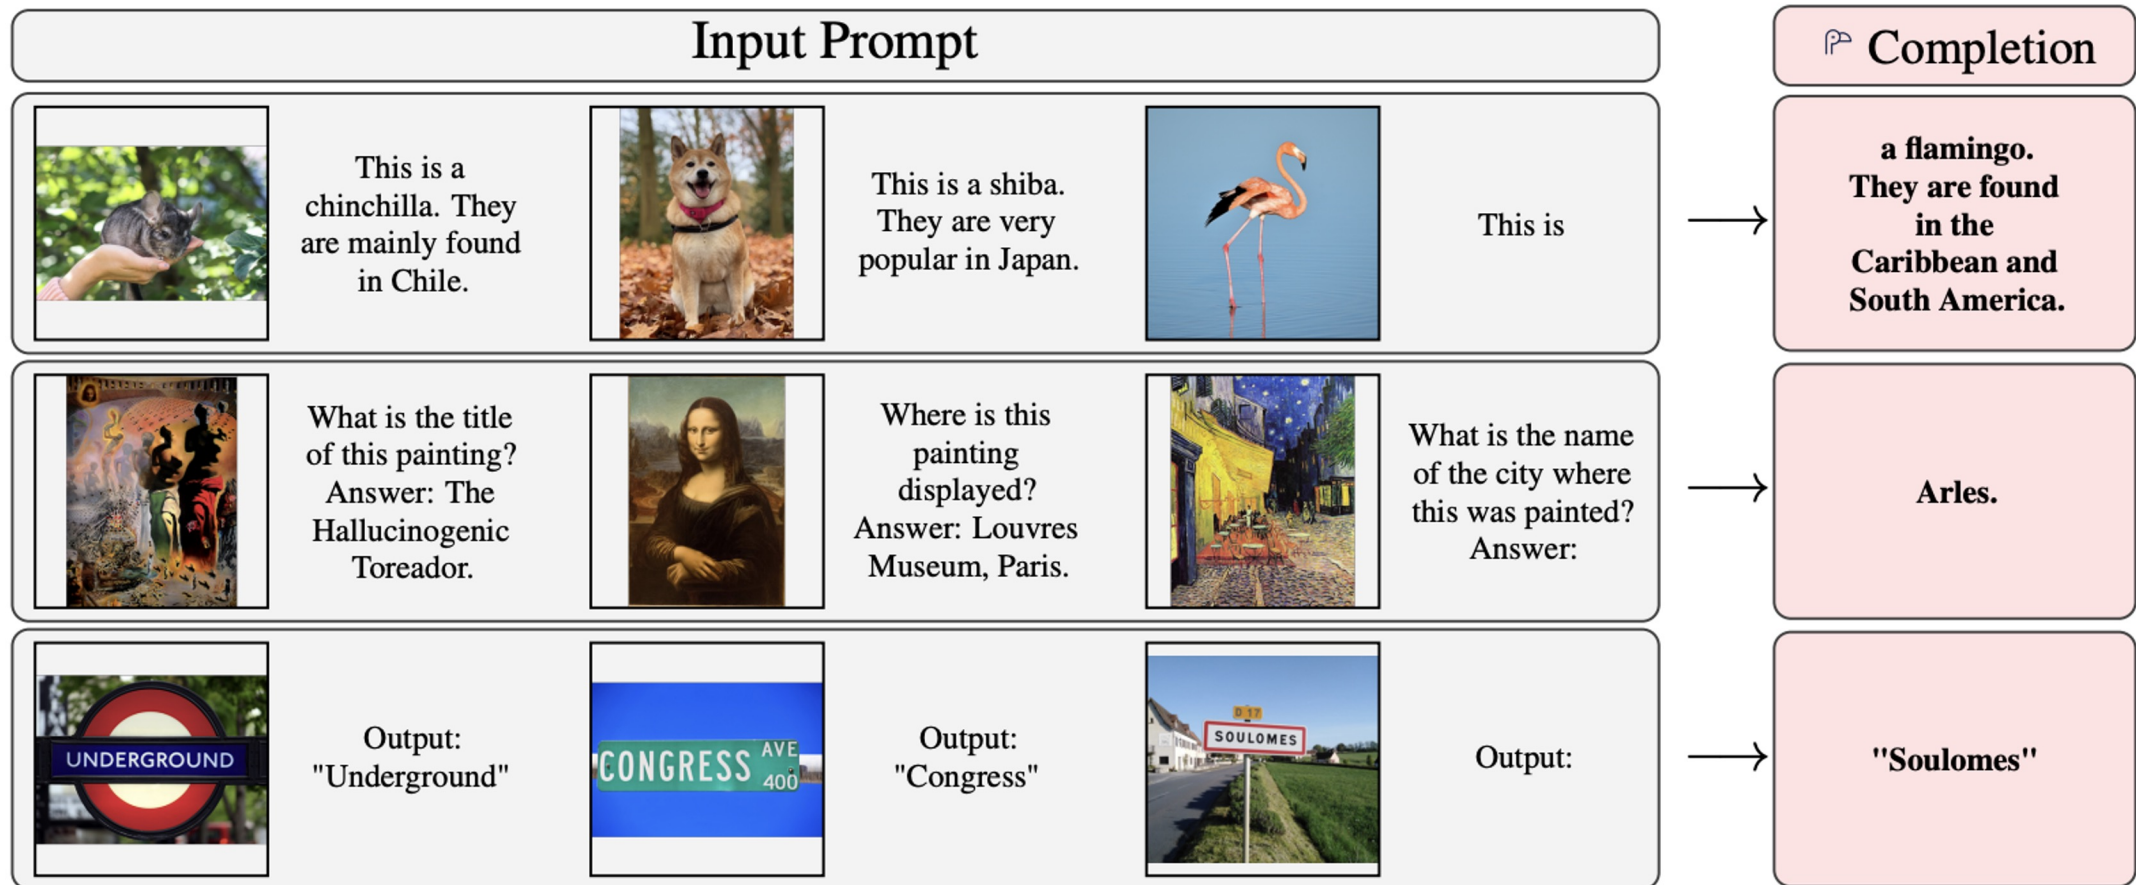 Input Prompt
Completion
This is a
chinchilla. They
are mainly found
in Chile.
This is a shiba.
They are very
popular in Japan.
This is
a flamingo.
They are found
in the
Caribbean and
South America.
What is the title
of this painting?
Answer: The
Hallucinogenic
Toreador.
Where is this
painting
displayed?
Answer: Louvres
Museum, Paris.
What is the name
of the city where
this was painted?
Answer:
Arles.
UNDERGROUND
Output:
"Underground"
CONGRESS AVE
400
Output:
"Congress"
D 17
SOULOMES
Output:
"Soulomes"